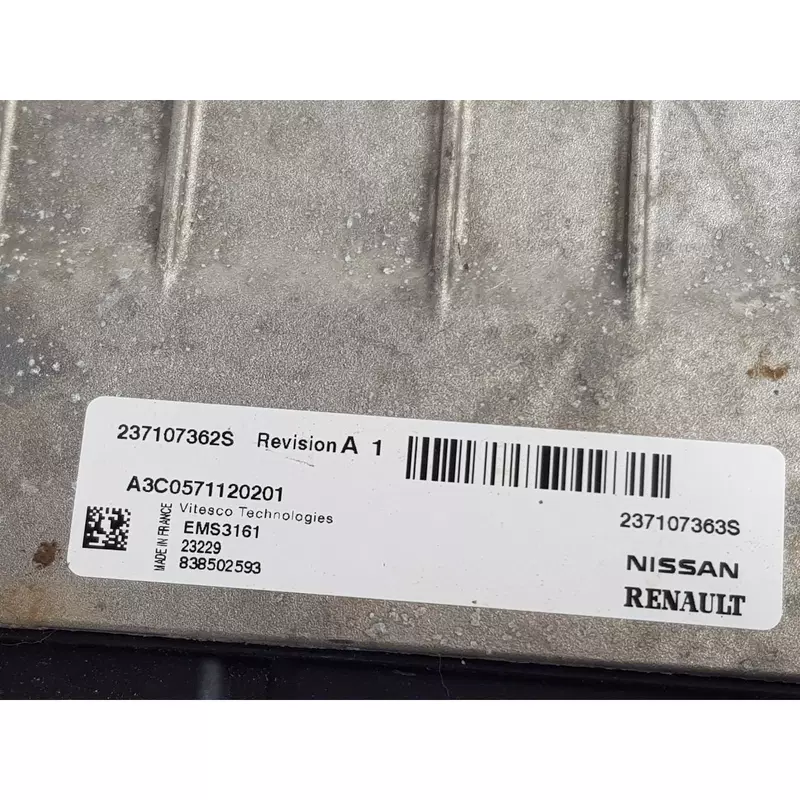 237107362S Revision A 1
A3C0571120201
Vitesco Technologies
MADE IN FRANCE
EMS3161
23229
838502593
237107363S
NISSAN
RENAULT